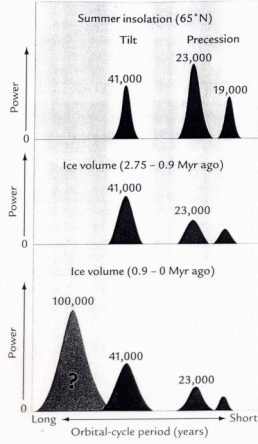 Summer insolation (65°N)
Tilt
Precession
23,000
41,000
19,000
Power
0
Ice volume (2.75 – 0.9 Myr ago)
41,000
23,000
Power
0
Ice volume (0.9 – 0 Myr ago)
100,000
41,000
23,000
?
Power
0
Long
Short
Orbital-cycle period (years)